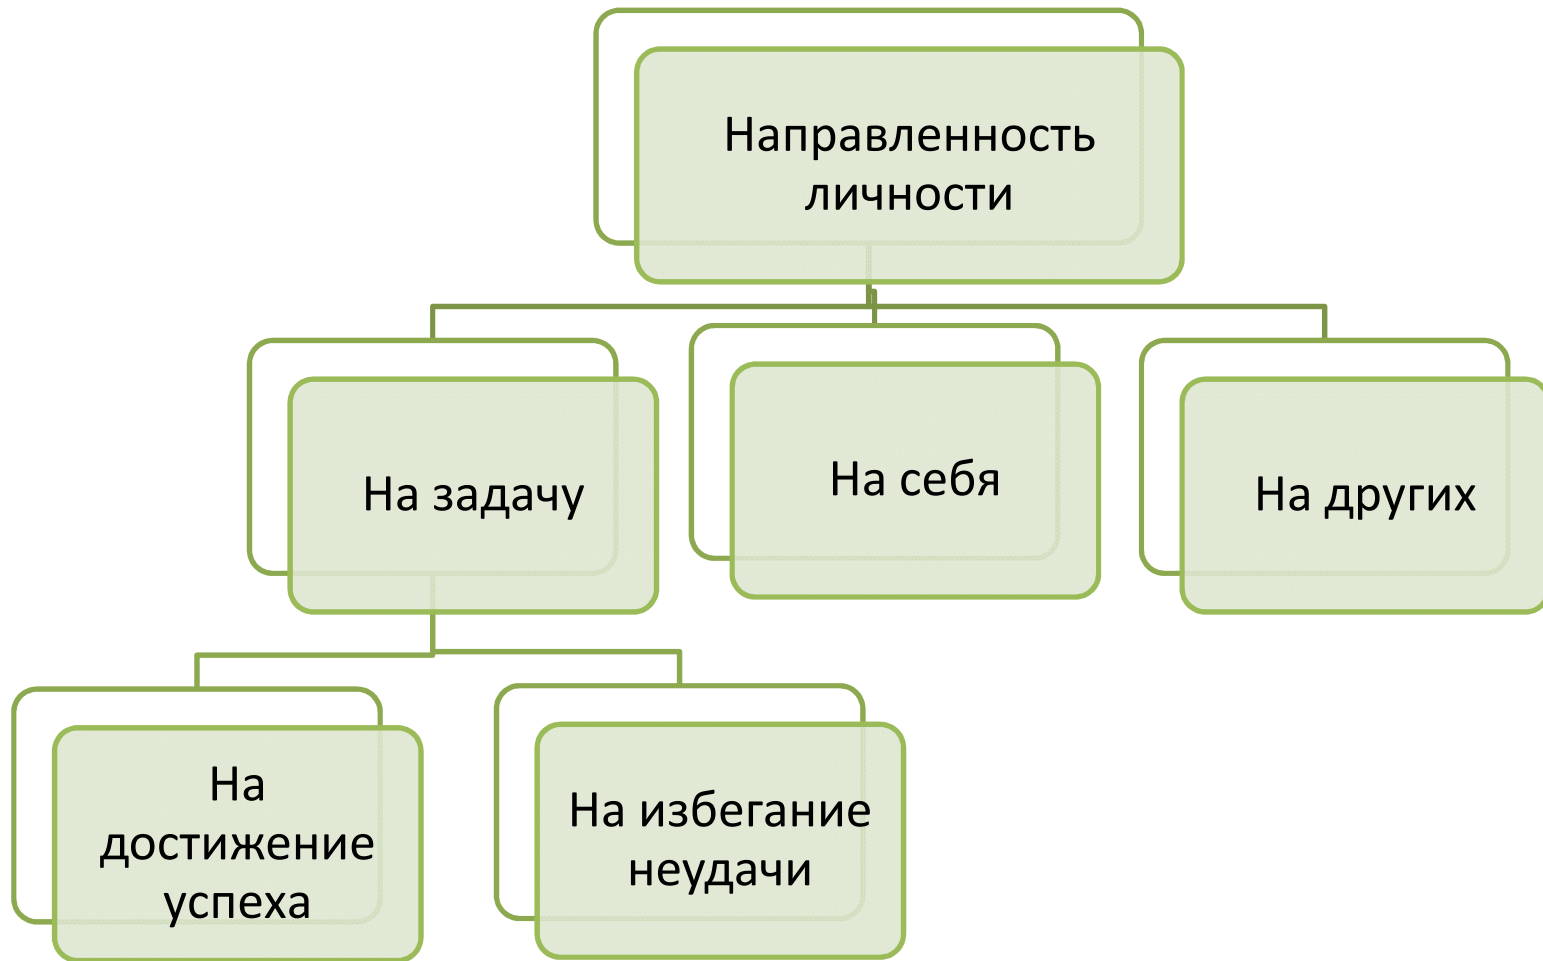 Направленность
личности
На задачу
На себя
На других
На
достижение
успеха
На избегание
неудачи